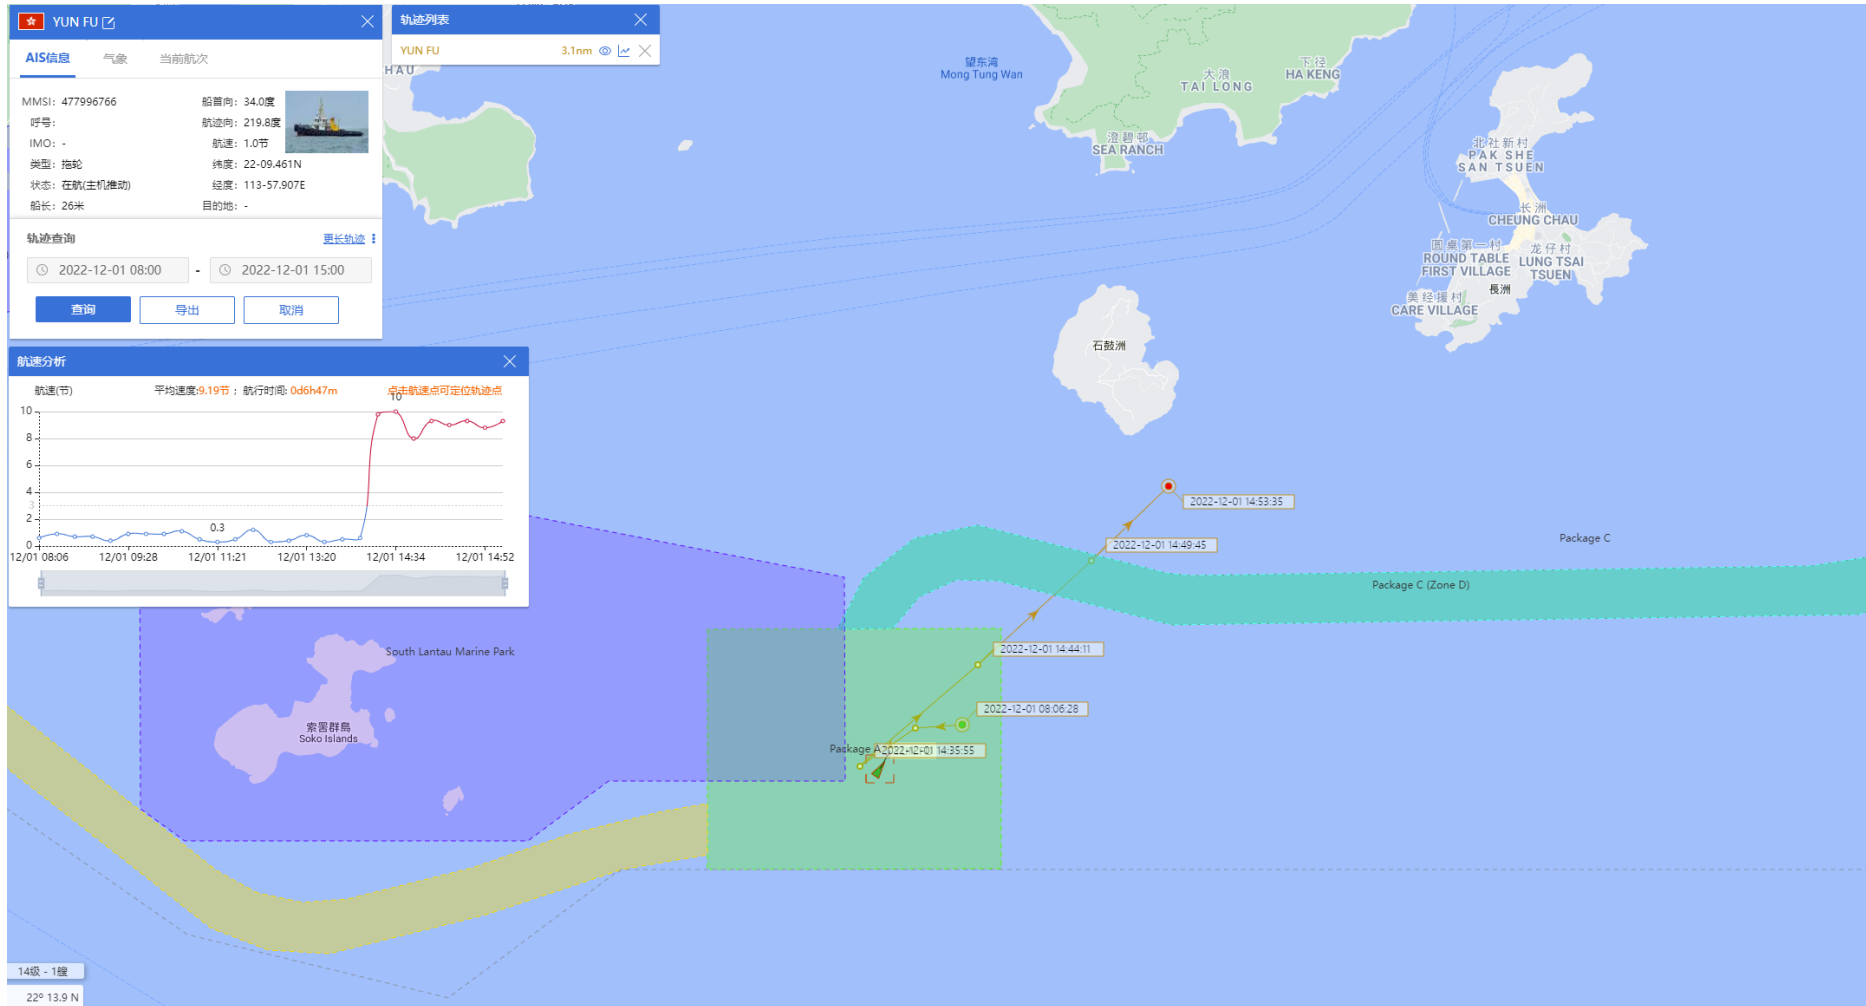 YUN FU
AIS信息
气象
当前航次
MMSI: 477996766
船首向: 34.0度
呼号:
航迹向: 219.8度
IMO: -
航速: 1.0节
类型: 拖轮
纬度: 22-09.461N
状态: 在航(主机推动)
经度: 113-57.907E
船长: 26米
目的地: -
轨迹查询
更长轨迹
2022-12-01 08:00 - 2022-12-01 15:00
查询
导出
取消
轨迹列表
YUN FU
3.1nm
航速分析
航速(节)
平均速度:9.19节 ; 航行时间: 0d6h47m
点击航速点可定位轨迹点
10
10
8
6
4
3
2
0
0.3
12/01 08:06
12/01 09:28
12/01 11:21
12/01 13:20
12/01 14:34
12/01 14:52
HAU
望东湾
Mong Tung Wan
下径
HA KENG
大浪
TAI LONG
澄碧邨
SEA RANCH
北社新村
PAK SHE
SAN TSUEN
长洲
CHEUNG CHAU
圆桌第一村
ROUND TABLE
FIRST VILLAGE
龙仔村
LUNG TSAI
TSUEN
長洲
美经援村
CARE VILLAGE
石鼓洲
2022-12-01 14:53:35
2022-12-01 14:49:45
Package C
Package C (Zone D)
2022-12-01 14:44:11
South Lantau Marine Park
2022-12-01 08:06:28
索罟群島
Soko Islands
Package A
2022-12-01 14:35:55
14级 - 1艘
22º 13.9 N